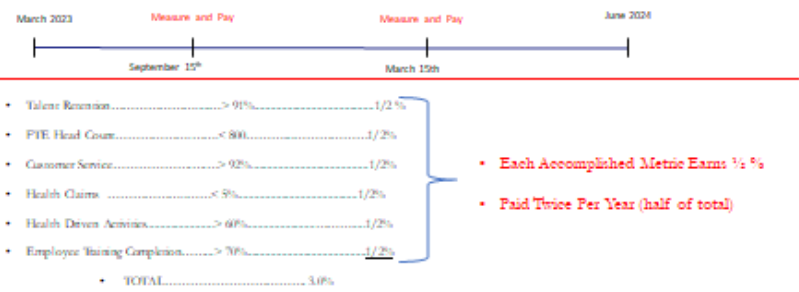 March 2023
Measure and Pay
Measure and Pay
June 2024
September 15th
March 15th
• Talent Retention..............................> 91%................................1/2 %
• FTE Head Count..........................< 800................................1/2%
• Customer Service..........................> 92%................................1/2%
• Health Claims ..........................< 5%................................1/2%
• Health Driven Activities....................> 60%................................1/2%
• Employee Training Completion.........> 70%................................1/2%
• TOTAL.......................................3.0%
• Each Accomplished Metric Earns ½ %
• Paid Twice Per Year (half of total)